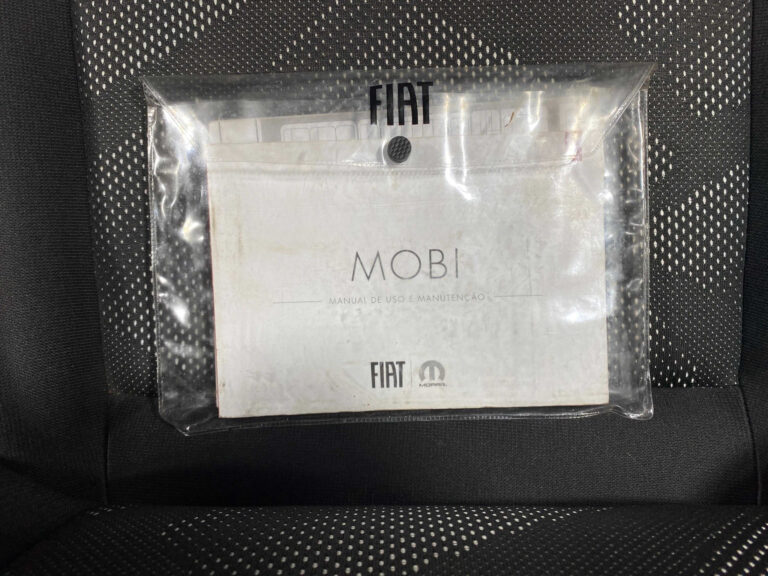 FIAT
MOBI
MANUAL DE USO E MANUTENÇÃO
FIAT MOPAR